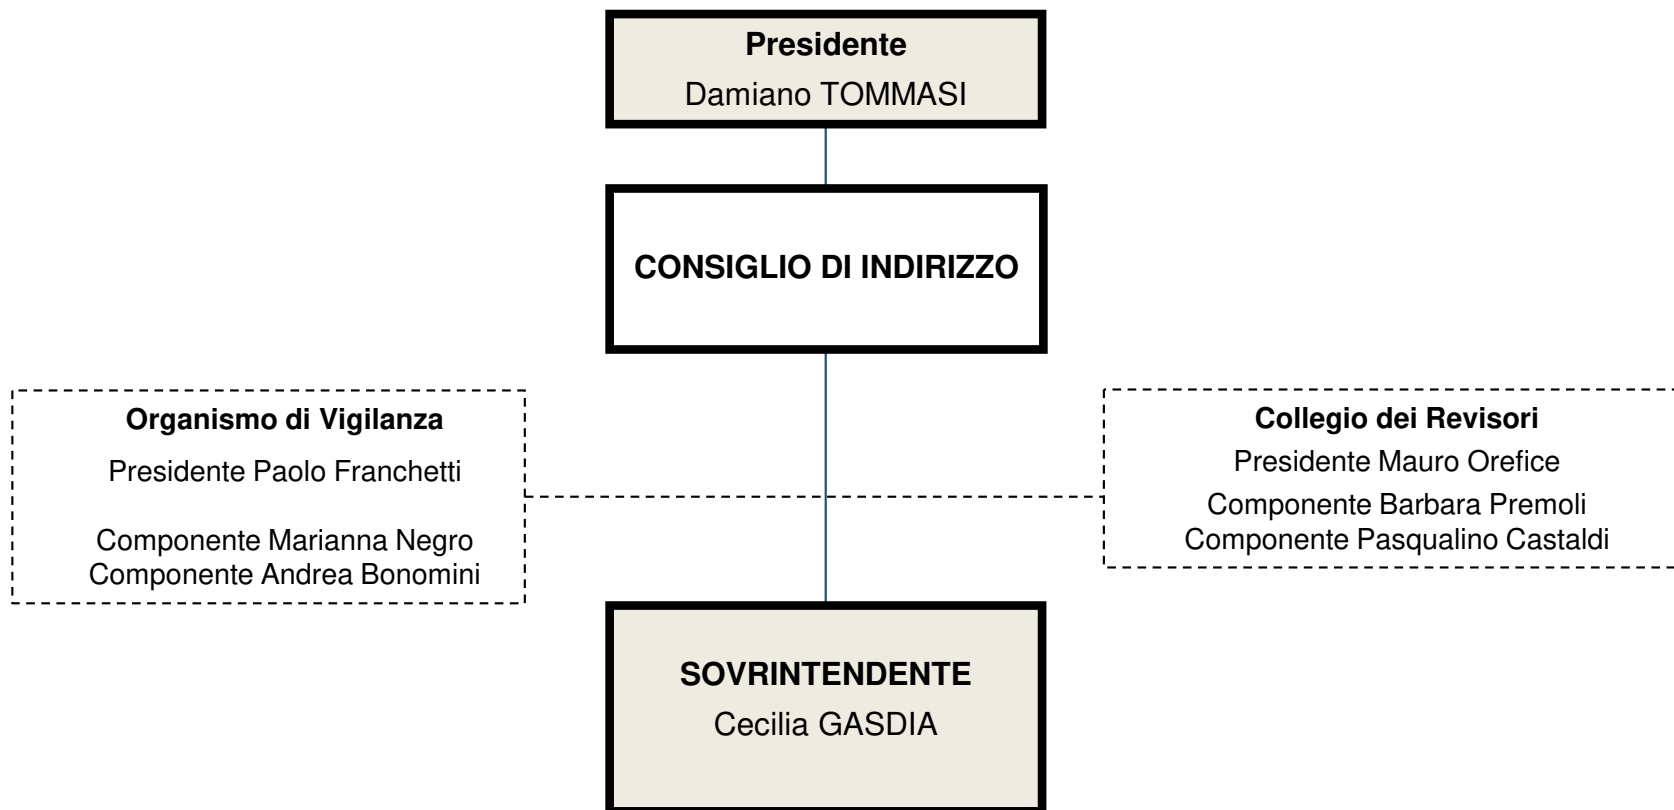 Presidente
Damiano TOMMASI
CONSIGLIO DI INDIRIZZO
Organismo di Vigilanza
Presidente Paolo Franchetti
Componente Marianna Negro
Componente Andrea Bonomini
Collegio dei Revisori
Presidente Mauro Orefice
Componente Barbara Premoli
Componente Pasqualino Castaldi
SOVRINTENDENTE
Cecilia GASDIA